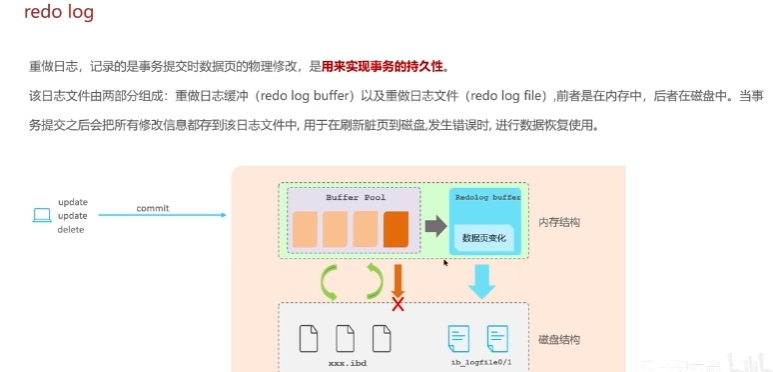 redo log
重做日志，记录的是事务提交时数据页的物理修改，是用来实现事务的持久性。
该日志文件由两部分组成：重做日志缓冲（redo log buffer）以及重做日志文件（redo log file）,前者是在内存中，后者在磁盘中。当事
务提交之后会把所有修改信息都存到该日志文件中, 用于在刷新脏页到磁盘,发生错误时, 进行数据恢复使用。
update
update
delete
commit
Buffer Pool
Redolog buffer
数据页变化
内存结构
xxx.ibd
ib_logfile0/1
磁盘结构